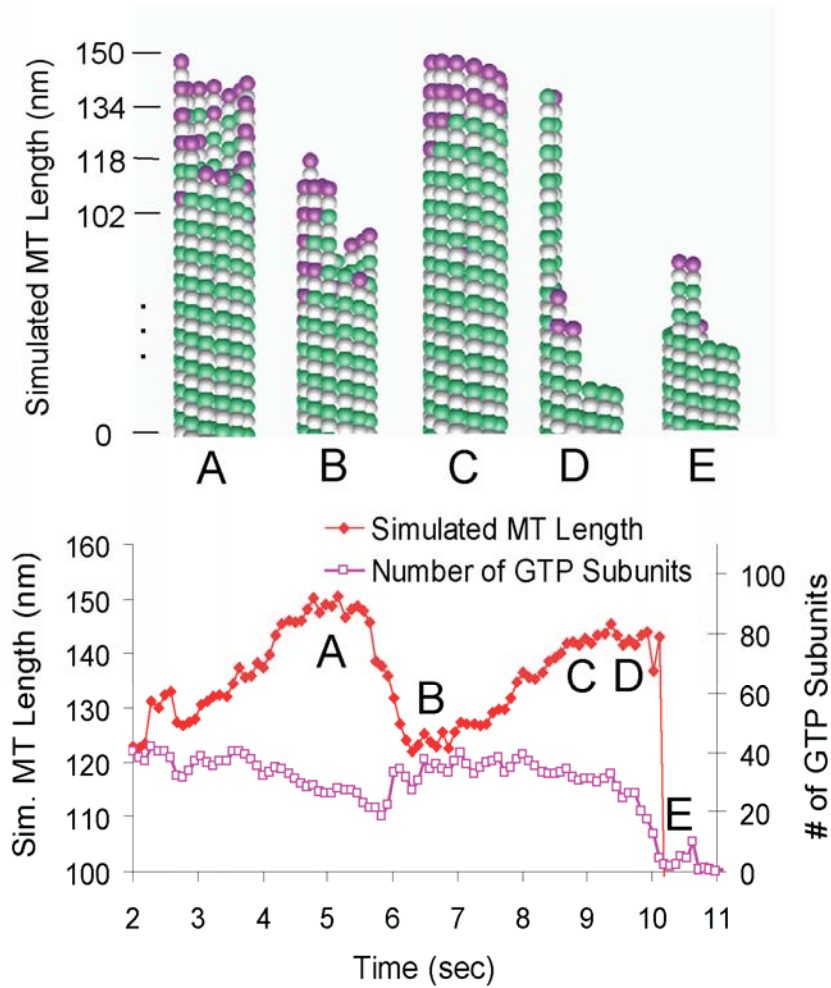 Simulated MT Length (nm)
150
134
118
102
0
A B C D E
Simulated MT Length
Number of GTP Subunits
Sim. MT Length (nm)
160
150
140
130
120
110
100
A
B
C
D
E
100
80
60
40
20
0
# of GTP Subunits
2 3 4 5 6 7 8 9 10 11
Time (sec)